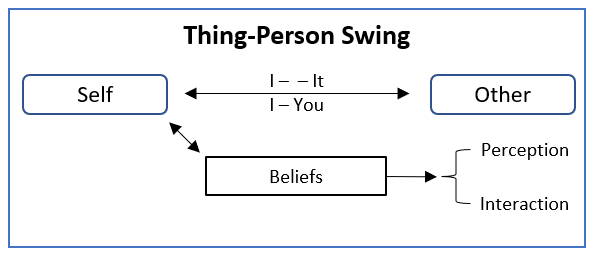 Thing-Person Swing
I – – It
Self
Other
I – You
Perception
Beliefs
Interaction